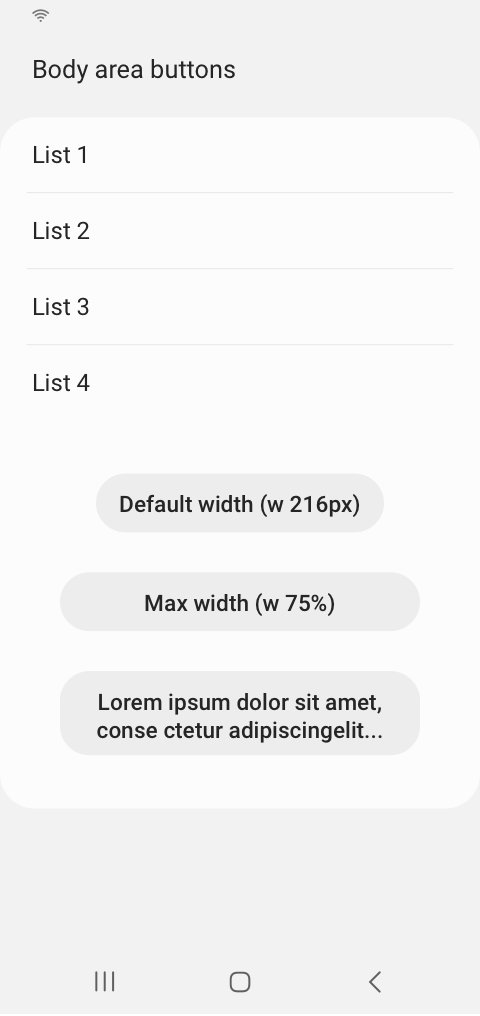 Body area buttons
List 1
List 2
List 3
List 4
Default width (w 216px)
Max width (w 75%)
Lorem ipsum dolor sit amet,
conse ctetur adipiscingelit...